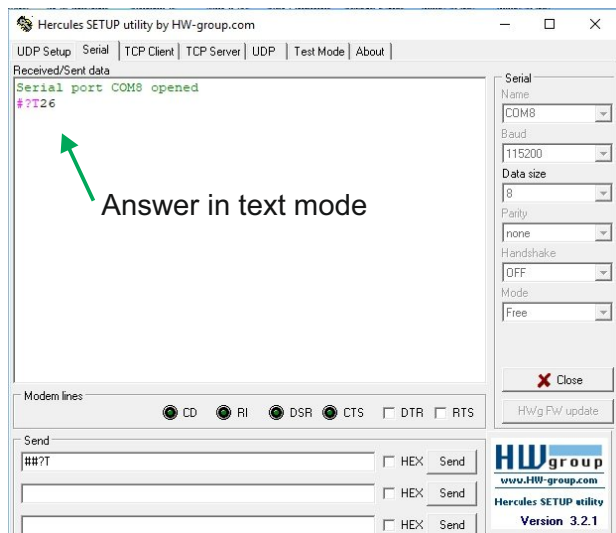 Hercules SETUP utility by HW-group.com
UDP Setup Serial TCP Client TCP Server UDP Test Mode About
Received/Sent data
Serial port COM8 opened
#?T26
Answer in text mode
Serial
Name
COM8
Baud
115200
Data size
8
Parity
none
Handshake
OFF
Mode
Free
Close
HWg FW update
Modem lines
CD RI DSR CTS DTR RTS
Send
##?T HEX Send
HEX Send
HEX Send
HW group
www.HW-group.com
Hercules SETUP utility
Version 3.2.1